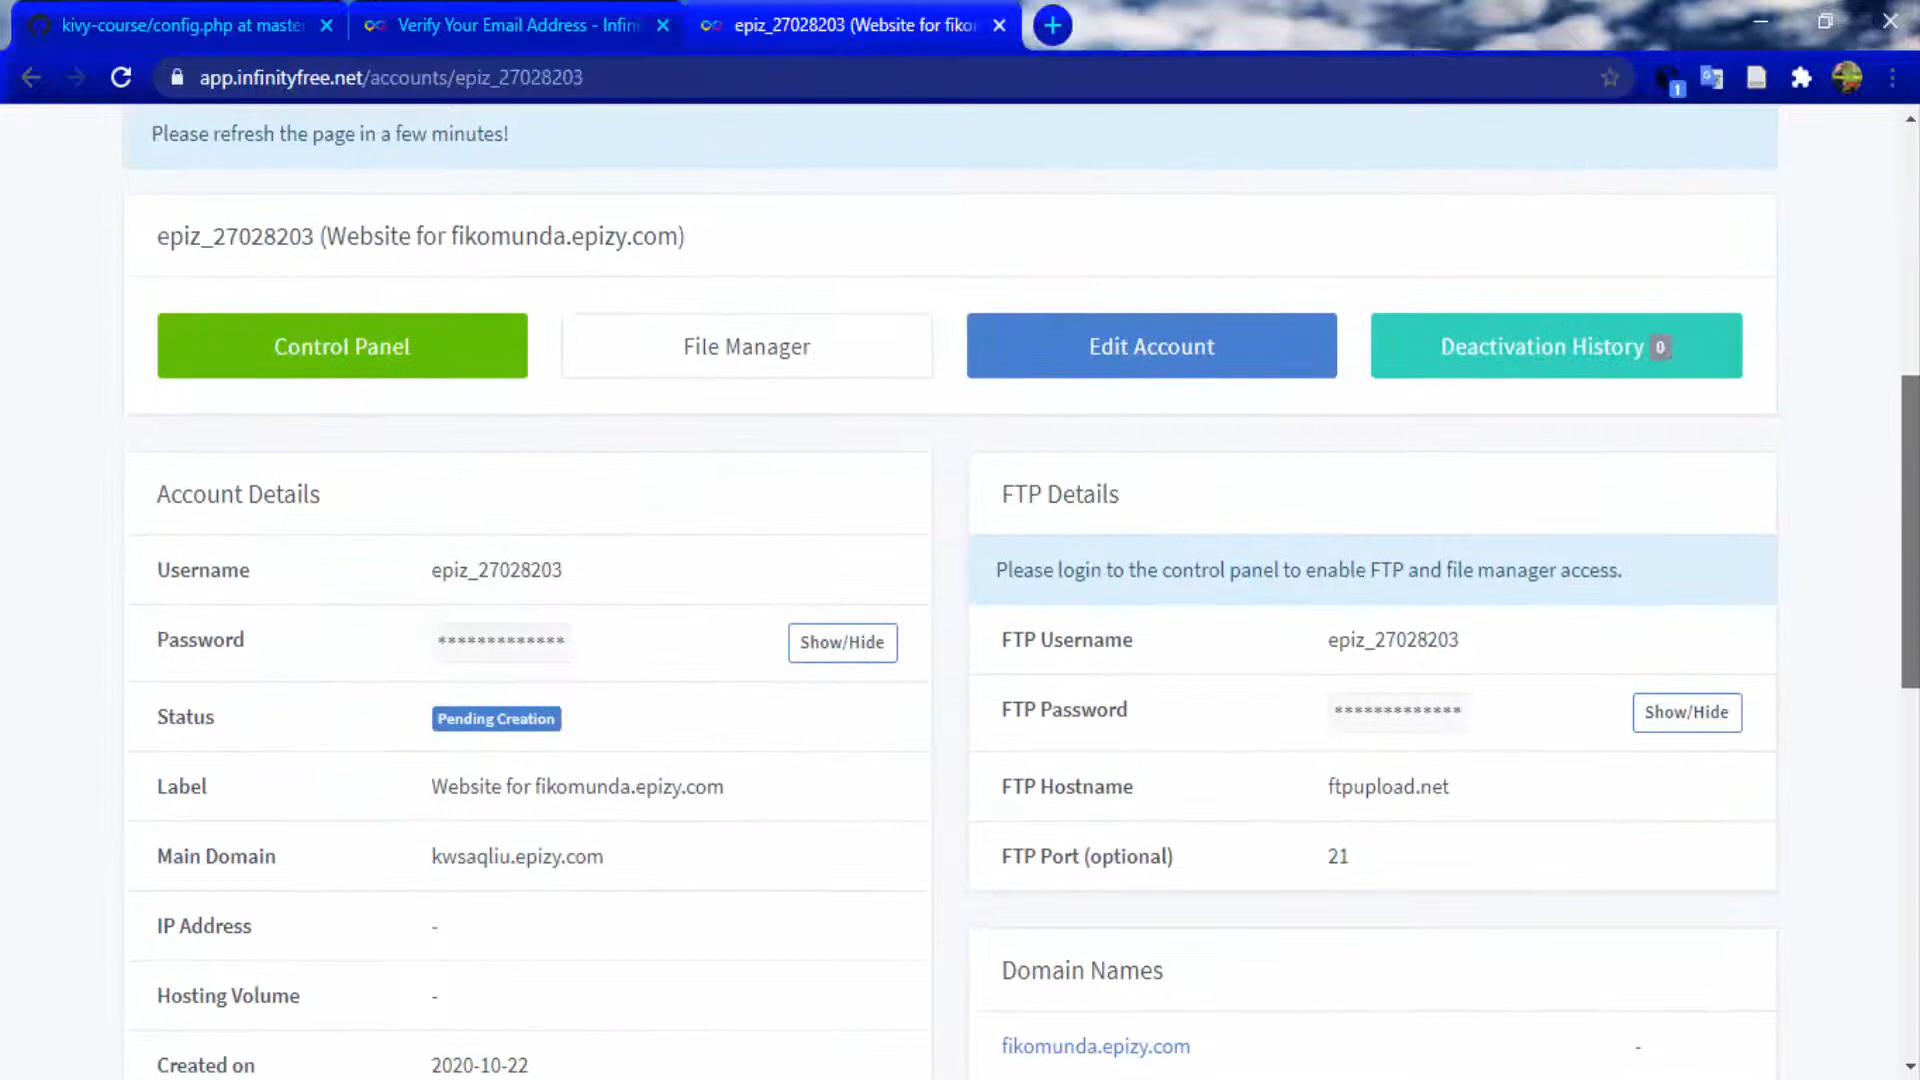 kivy-course/config.php at maste
Verify Your Email Address - Infini
epiz_27028203 (Website for fiko
app.infinityfree.net/accounts/epiz_27028203
1
Please refresh the page in a few minutes!
epiz_27028203 (Website for fikomunda.epizy.com)
Control Panel
File Manager
Edit Account
Deactivation History 0
Account Details
Username epiz_27028203
Password ************* Show/Hide
Status Pending Creation
Label Website for fikomunda.epizy.com
Main Domain kwsaqliu.epizy.com
IP Address -
Hosting Volume -
Created on 2020-10-22
FTP Details
Please login to the control panel to enable FTP and file manager access.
FTP Username epiz_27028203
FTP Password ************* Show/Hide
FTP Hostname ftpupload.net
FTP Port (optional) 21
Domain Names
fikomunda.epizy.com -